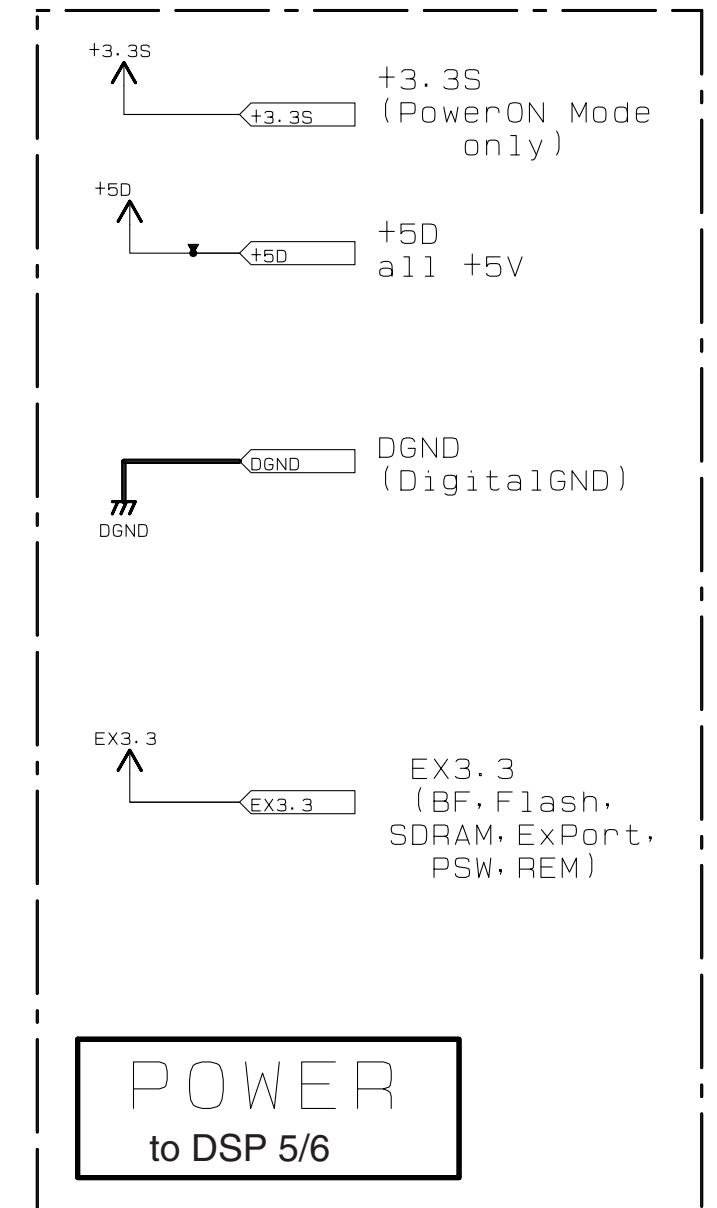 +3.3S
+3.3S
+3.3S
(PowerON Mode
only)
+5D
+5D
+5D
all +5V
DGND
DGND
DGND
(DigitalGND)
EX3.3
EX3.3
EX3.3
(BF,Flash,
SDRAM,ExPort,
PSW,REM)
POWER
to DSP 5/6